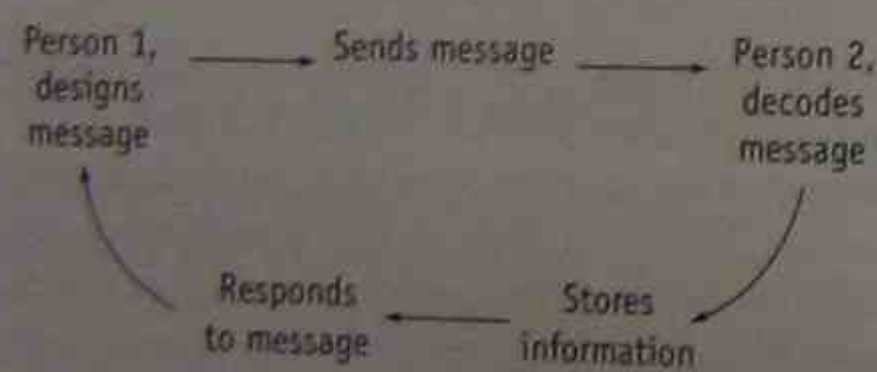 Person 1,
designs
message
Sends message
Person 2,
decodes
message
Stores
information
Responds
to message